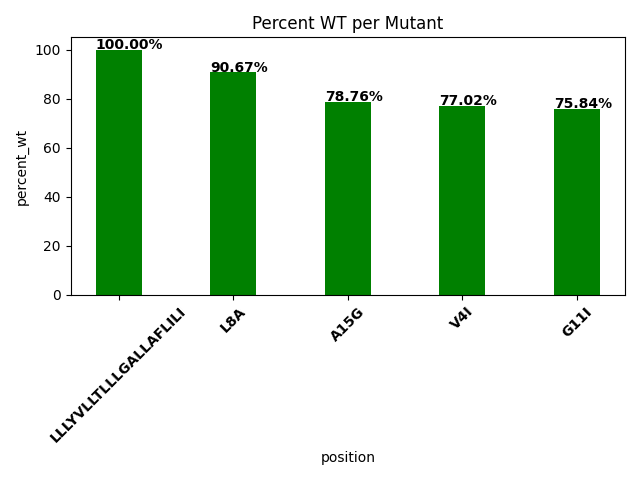 Percent WT per Mutant
percent_wt
100
80
60
40
20
0
100.00%
90.67%
78.76%
77.02%
75.84%
LLLYVLLTLLLGALLAFLILI
L8A
A15G
V4I
G11I
position